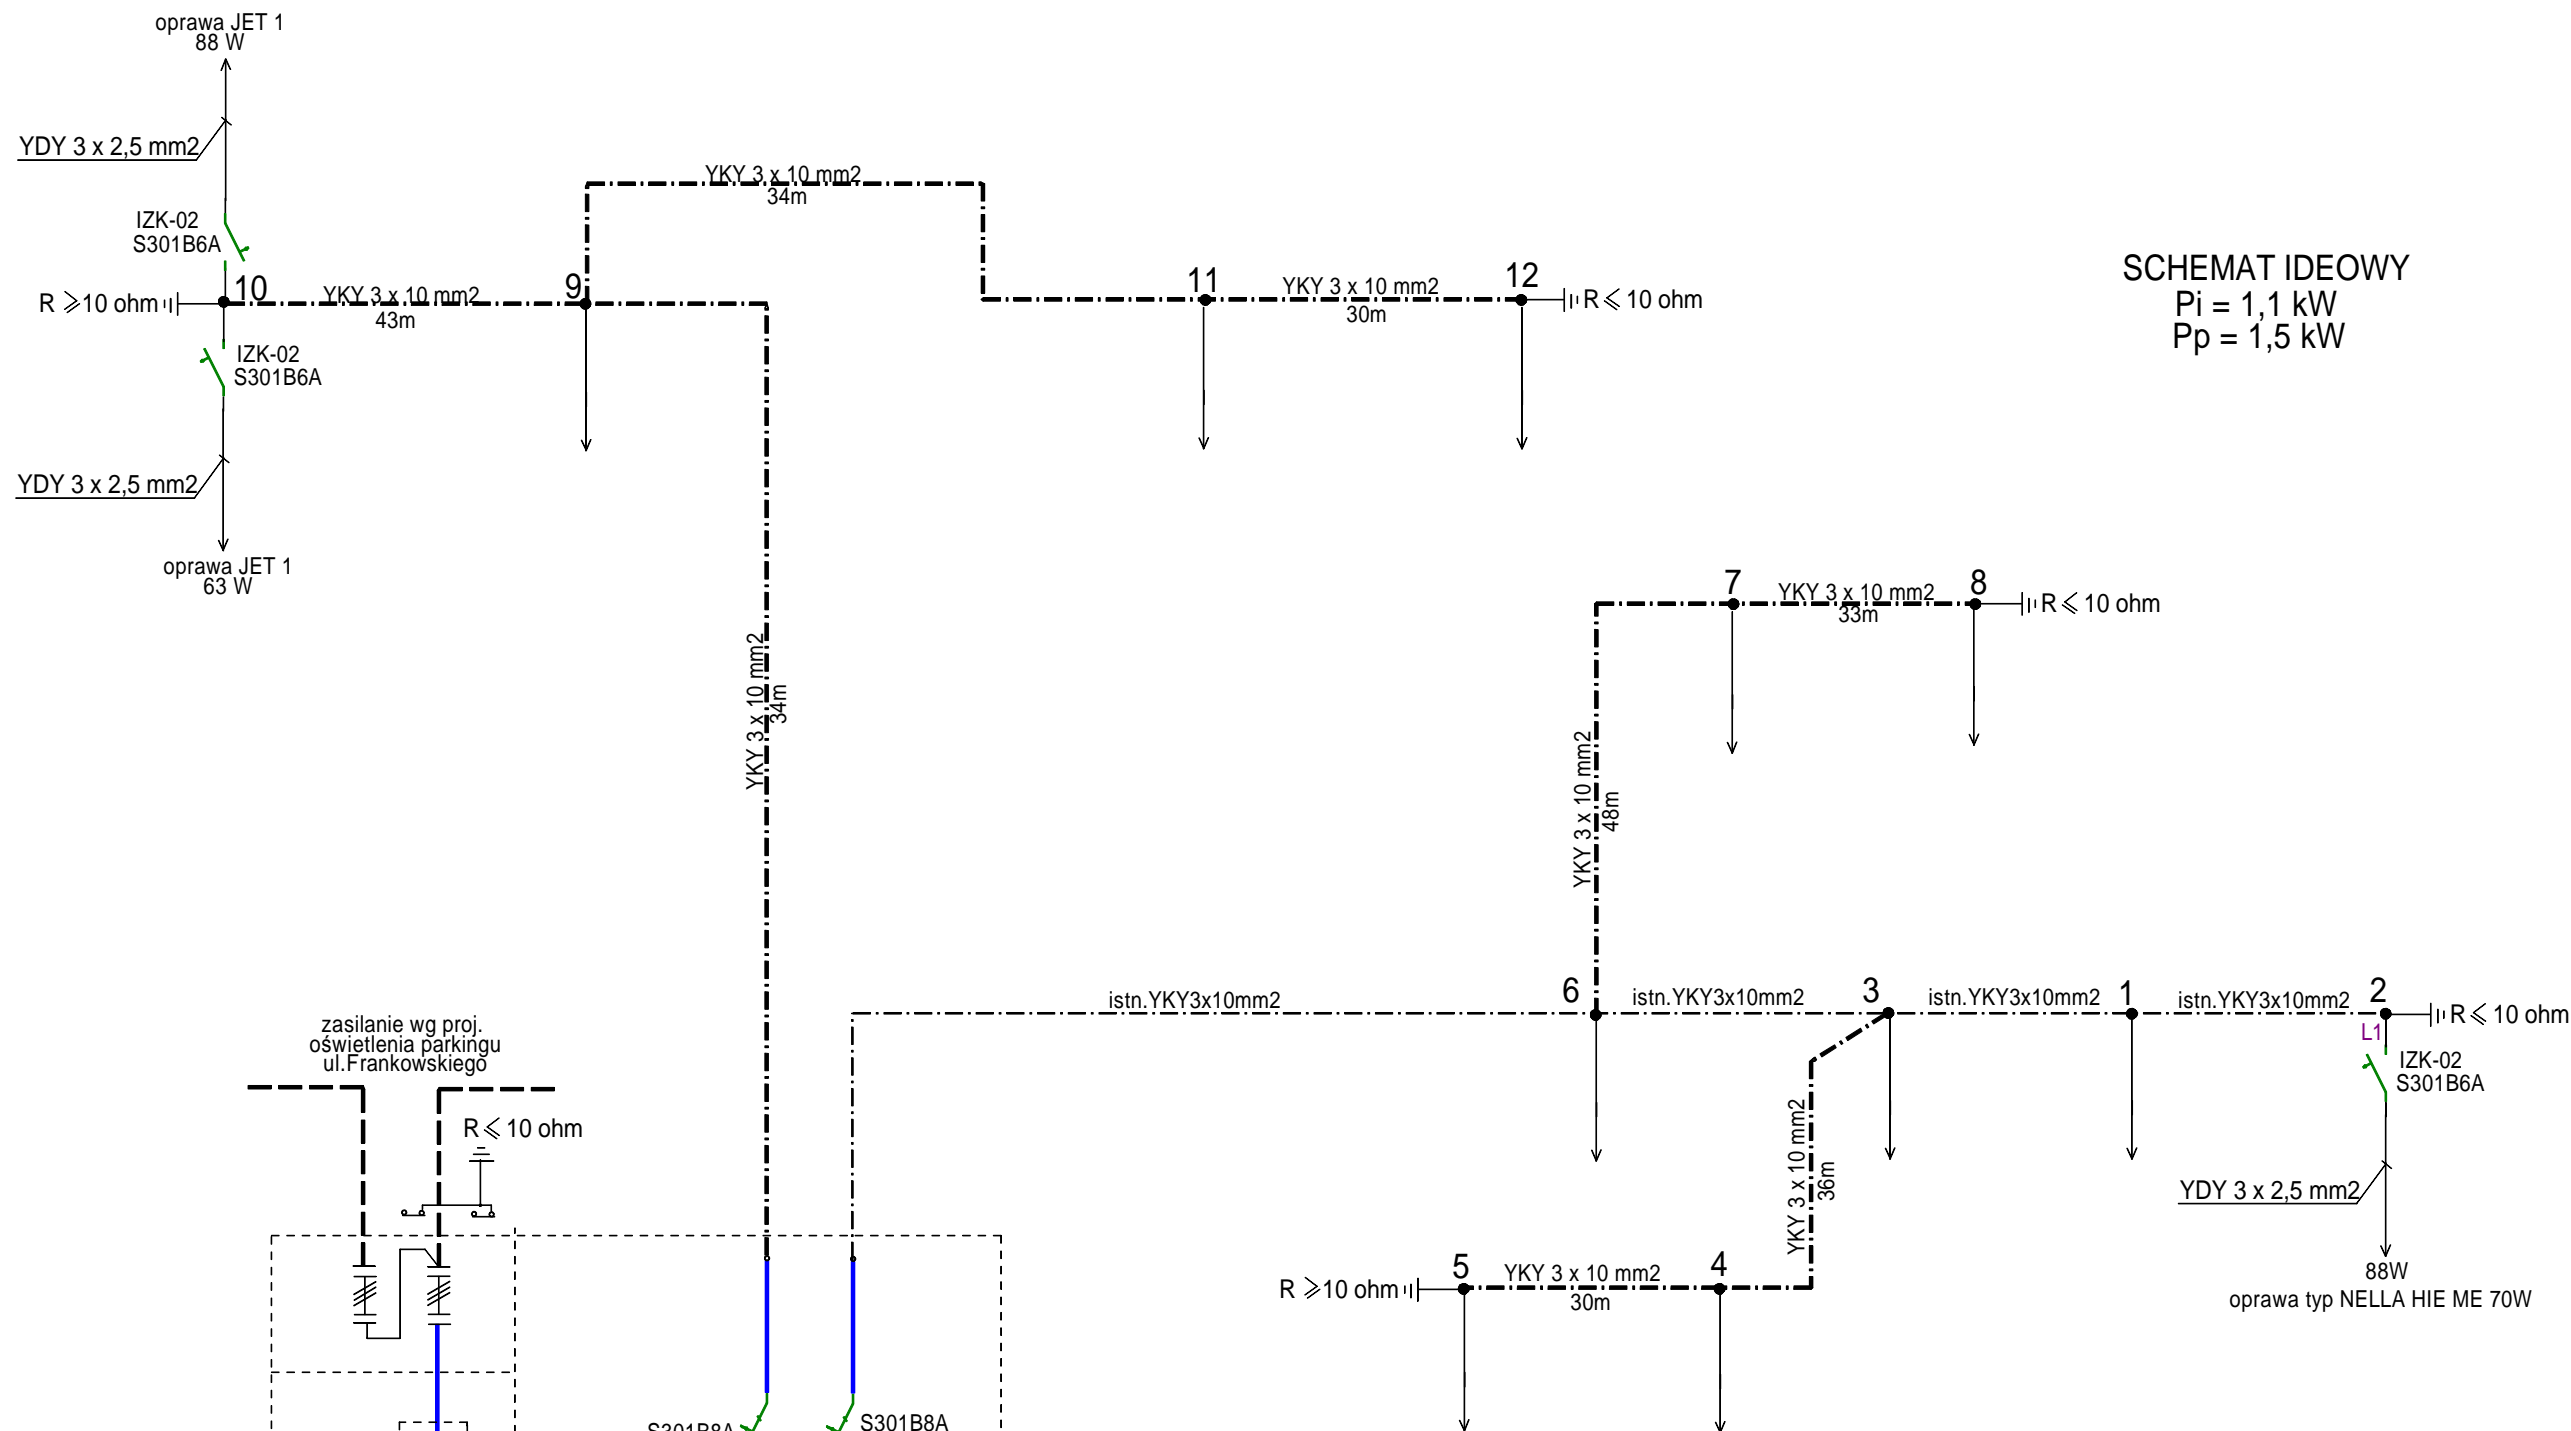 oprawa JET 1
88 W
YDY 3 x 2,5 mm2
IZK-02
S301B6A
R ⩾ 10 ohm
10
YKY 3 x 10 mm2
43m
9
IZK-02
S301B6A
YDY 3 x 2,5 mm2
oprawa JET 1
63 W
YKY 3 x 10 mm2
34m
11
YKY 3 x 10 mm2
30m
12
R ⩽ 10 ohm
SCHEMAT IDEOWY
Pi = 1,1 kW
Pp = 1,5 kW
YKY 3 x 10 mm2
34m
7
YKY 3 x 10 mm2
33m
8
R ⩽ 10 ohm
YKY 3 x 10 mm2
48m
istn.YKY3x10mm2
6
istn.YKY3x10mm2
3
istn.YKY3x10mm2
1
istn.YKY3x10mm2
2
R ⩽ 10 ohm
L1
IZK-02
S301B6A
YDY 3 x 2,5 mm2
88W
oprawa typ NELLA HIE ME 70W
YKY 3 x 10 mm2
36m
R ⩾ 10 ohm
5
YKY 3 x 10 mm2
30m
4
zasilanie wg proj.
oświetlenia parkingu
ul.Frankowskiego
R ⩽ 10 ohm
S301B8A
S301B8A